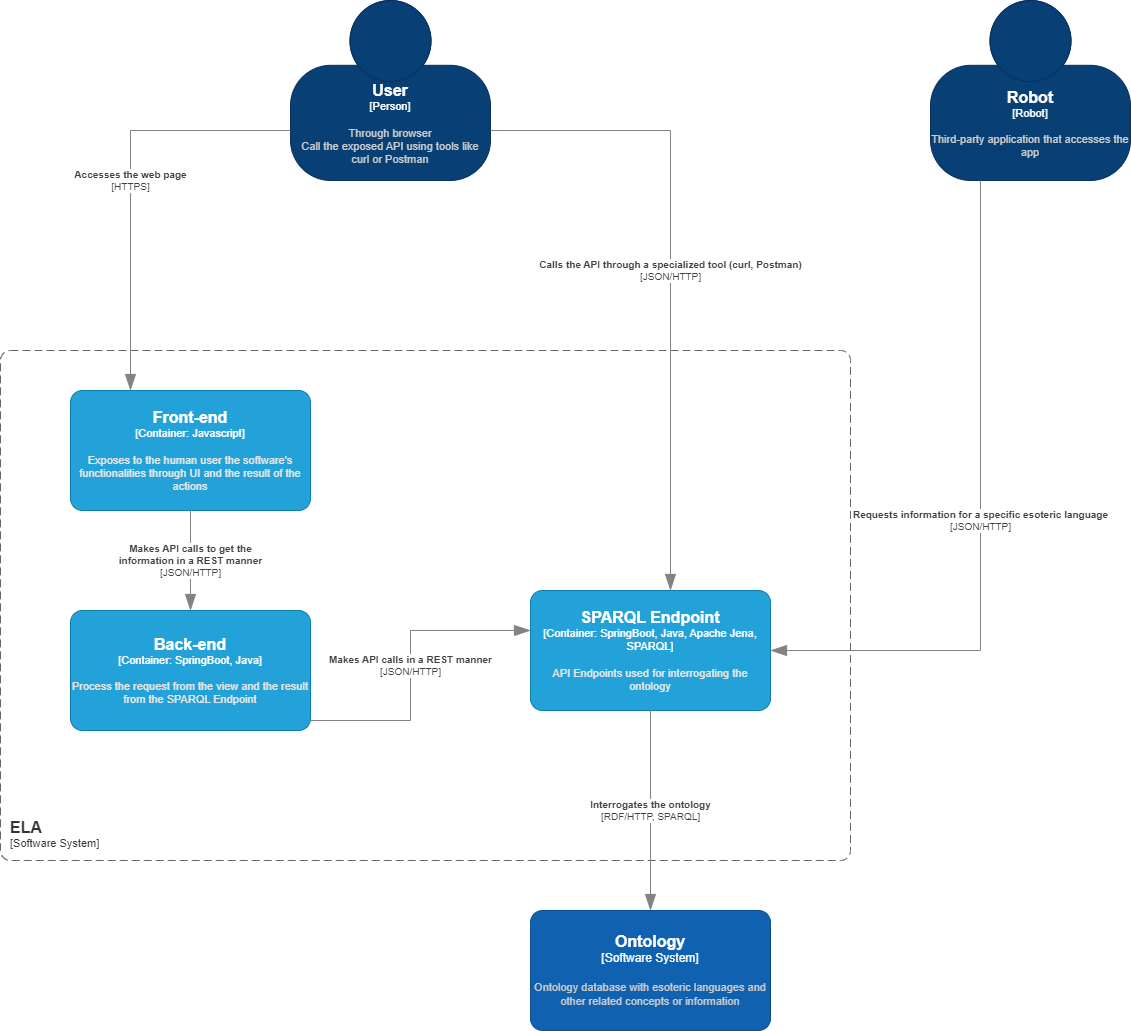 User
[Person]
Through browser
Call the exposed API using tools like
curl or Postman
Robot
[Robot]
Third-party application that accesses the
app
Accesses the web page
[HTTPS]
Calls the API through a specialized tool (curl, Postman)
[JSON/HTTP]
Front-end
[Container: Javascript]
Exposes to the human user the software's
functionalities through UI and the result of the
actions
Requests information for a specific esoteric language
[JSON/HTTP]
Makes API calls to get the
information in a REST manner
[JSON/HTTP]
Back-end
[Container: SpringBoot, Java]
Process the request from the view and the result
from the SPARQL Endpoint
Makes API calls in a REST manner
[JSON/HTTP]
SPARQL Endpoint
[Container: SpringBoot, Java, Apache Jena,
SPARQL]
API Endpoints used for interrogating the
ontology
Interrogates the ontology
[RDF/HTTP, SPARQL]
ELA
[Software System]
Ontology
[Software System]
Ontology database with esoteric languages and
other related concepts or information